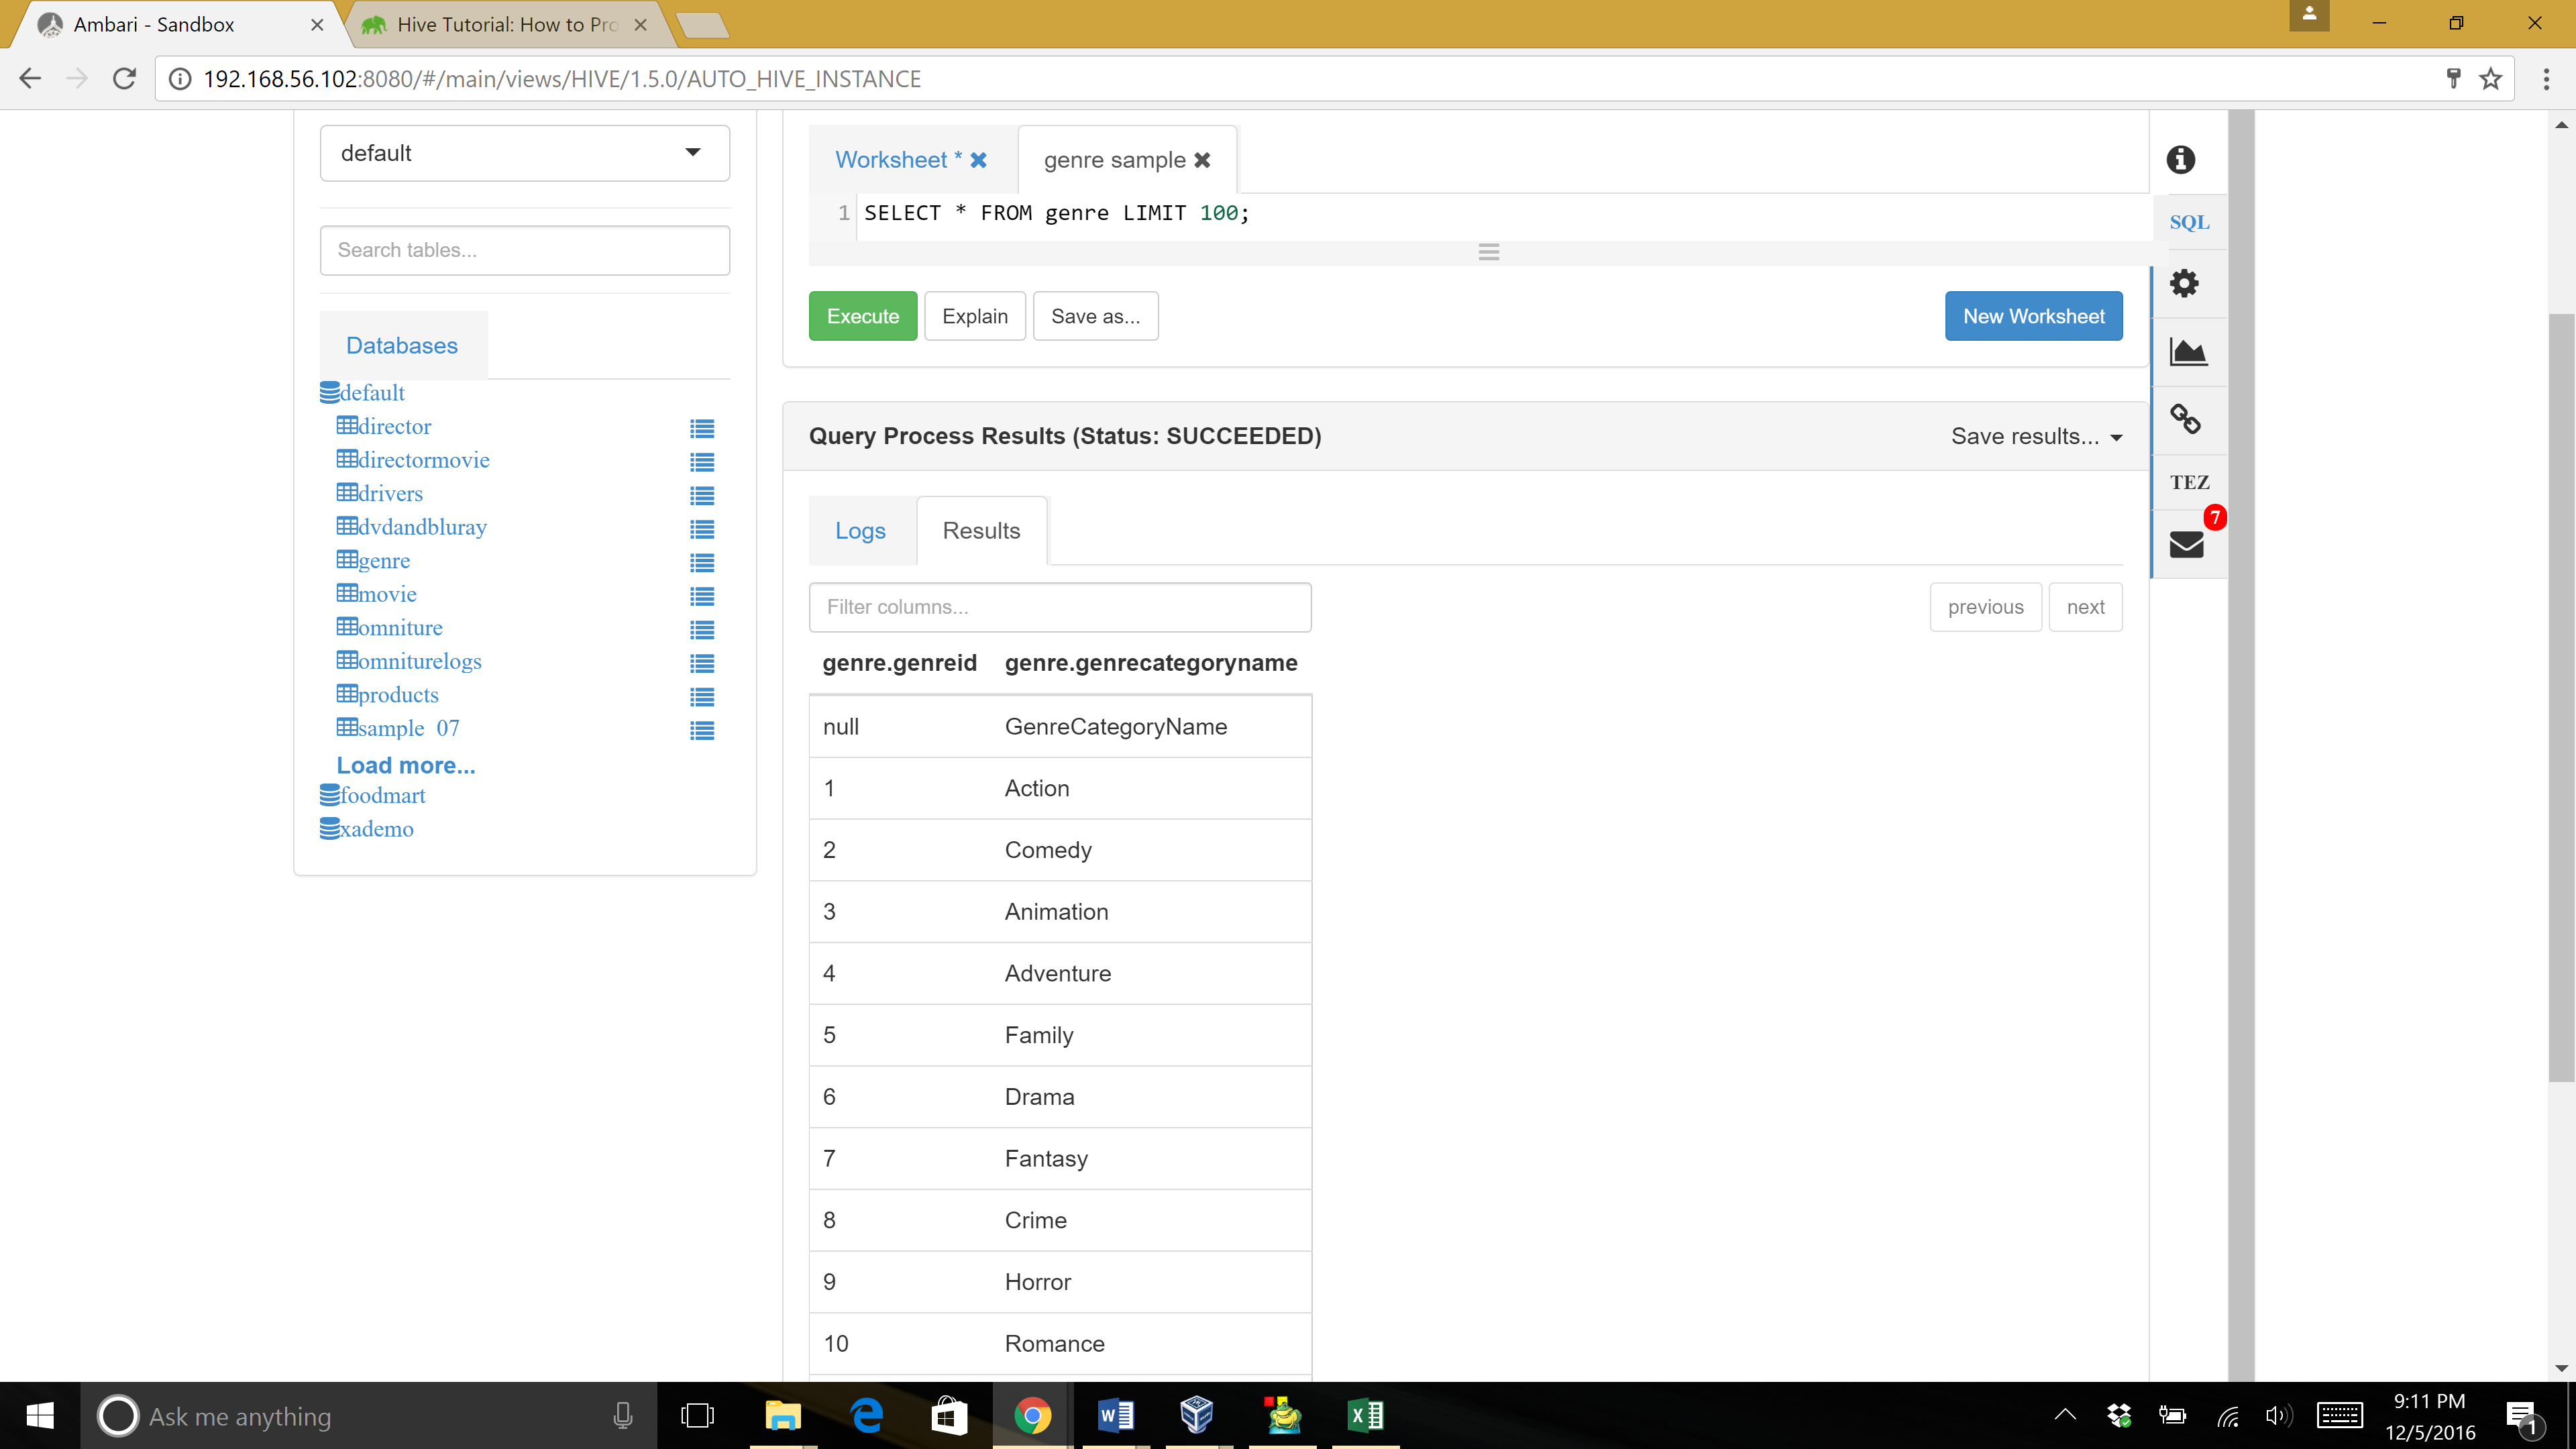 Ambari - Sandbox
Hive Tutorial: How to Pro
192.168.56.102:8080/#/main/views/HIVE/1.5.0/AUTO_HIVE_INSTANCE
default
Search tables...
Databases
default
director
directormovie
drivers
dvdandbluray
genre
movie
omniture
omniturelogs
products
sample_07
Load more...
foodmart
xademo
Worksheet *
genre sample
1 SELECT * FROM genre LIMIT 100;
Execute
Explain
Save as...
New Worksheet
Query Process Results (Status: SUCCEEDED)
Save results...
Logs
Results
Filter columns...
previous
next
genre.genreid genre.genrecategoryname
null GenreCategoryName
1 Action
2 Comedy
3 Animation
4 Adventure
5 Family
6 Drama
7 Fantasy
8 Crime
9 Horror
10 Romance
SQL
TEZ
7
Ask me anything
9:11 PM
12/5/2016
1